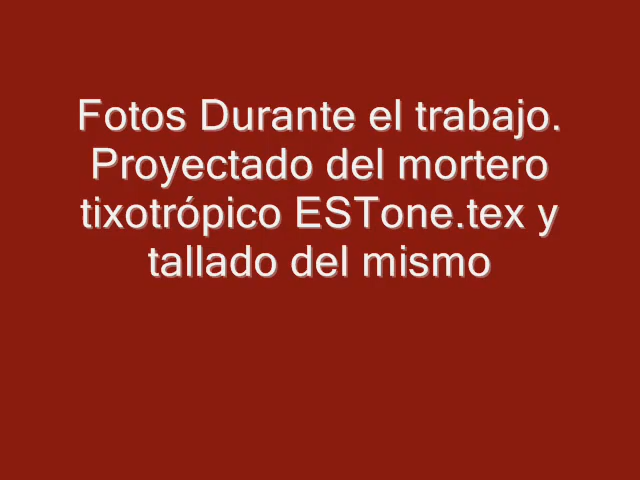 Fotos Durante el trabajo.
Proyectado del mortero
tixotrópico ESTone.tex y
tallado del mismo